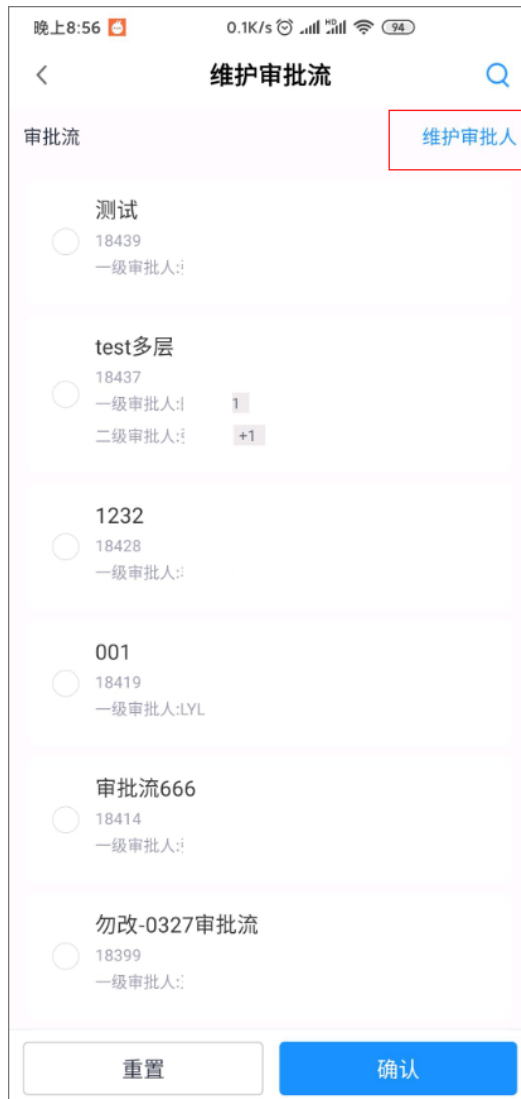 晚上8:56 0.1K/s HD 94
维护审批流
审批流 维护审批人
测试
18439
一级审批人:
test多层
18437
一级审批人: 1
二级审批人: +1
1232
18428
一级审批人:
001
18419
一级审批人:LYL
审批流666
18414
一级审批人:
勿改-0327审批流
18399
一级审批人:
重置 确认